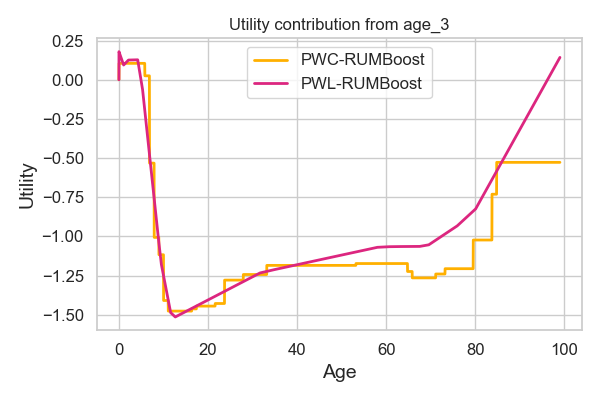 Utility contribution from age_3
PWC-RUMBoost
PWL-RUMBoost
Utility
0.25
0.00
−0.25
−0.50
−0.75
−1.00
−1.25
−1.50
0 20 40 60 80 100
Age